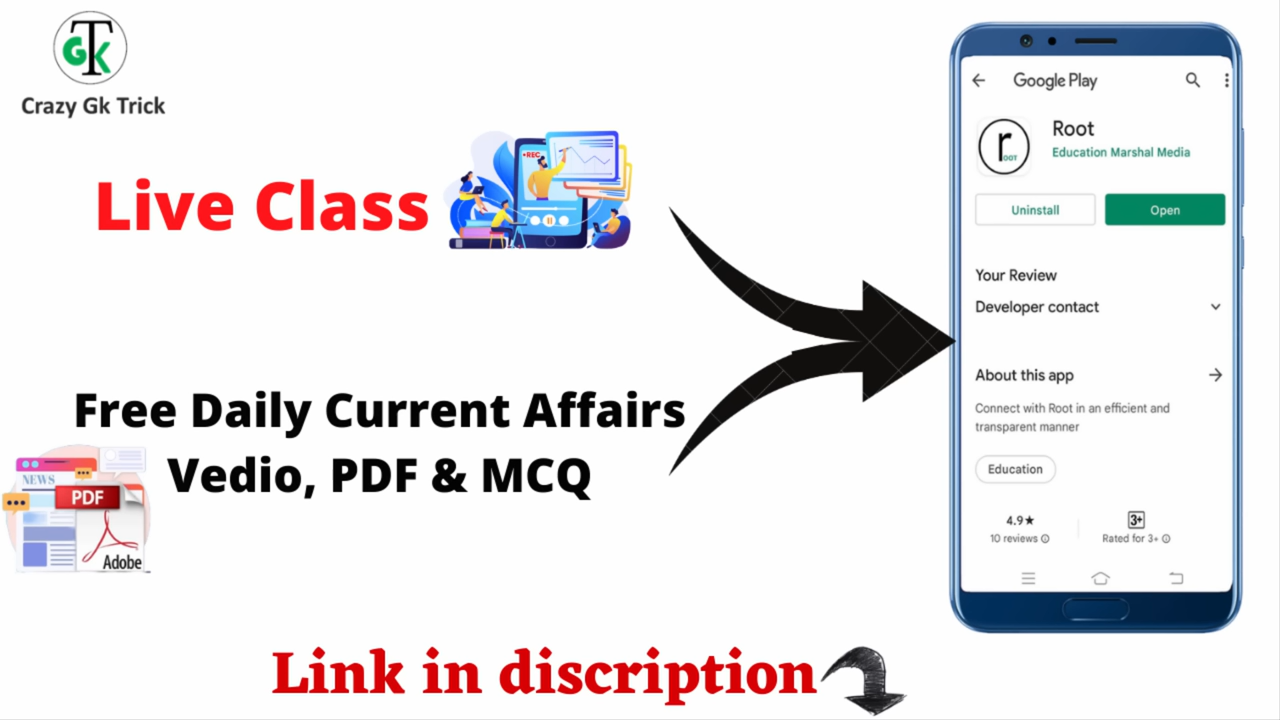 TGK
Crazy Gk Trick
Live Class
REC
Free Daily Current Affairs
Vedio, PDF & MCQ
NEWS
PDF
Adobe
Link in discription
Google Play
r
OOT
Root
Education Marshal Media
Uninstall
Open
Your Review
Developer contact
About this app
Connect with Root in an efficient and
transparent manner
Education
4.9★
10 reviews
3+
Rated for 3+